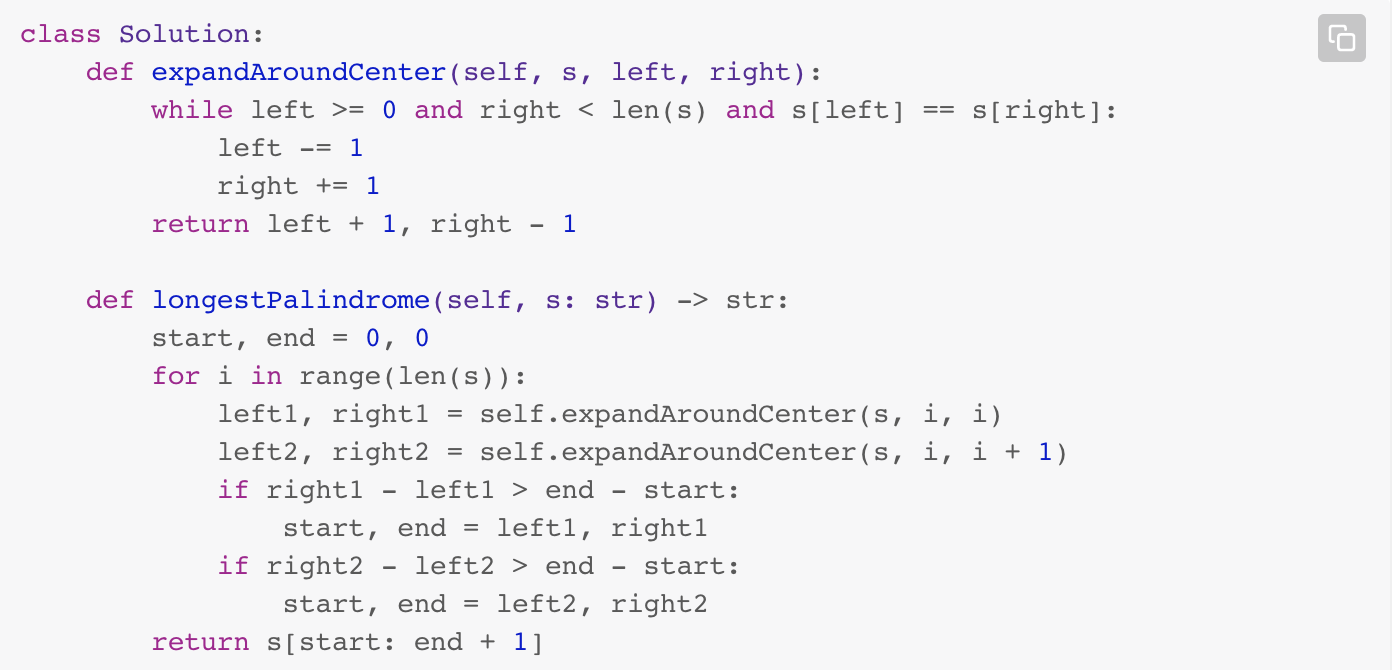 class Solution:
    def expandAroundCenter(self, s, left, right):
        while left >= 0 and right < len(s) and s[left] == s[right]:
            left -= 1
            right += 1
        return left + 1, right - 1

    def longestPalindrome(self, s: str) -> str:
        start, end = 0, 0
        for i in range(len(s)):
            left1, right1 = self.expandAroundCenter(s, i, i)
            left2, right2 = self.expandAroundCenter(s, i, i + 1)
            if right1 - left1 > end - start:
                start, end = left1, right1
            if right2 - left2 > end - start:
                start, end = left2, right2
        return s[start: end + 1]